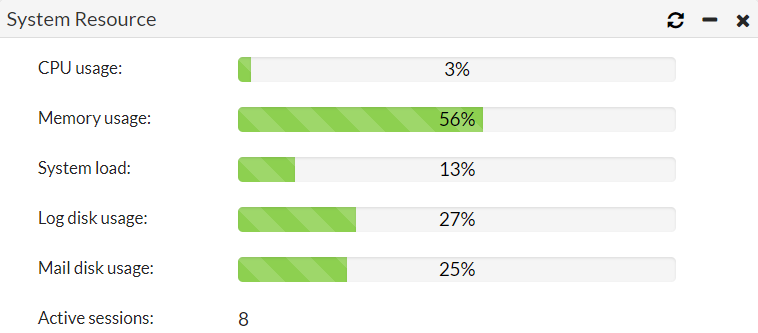 System Resource
CPU usage: 3%
Memory usage: 56%
System load: 13%
Log disk usage: 27%
Mail disk usage: 25%
Active sessions: 8